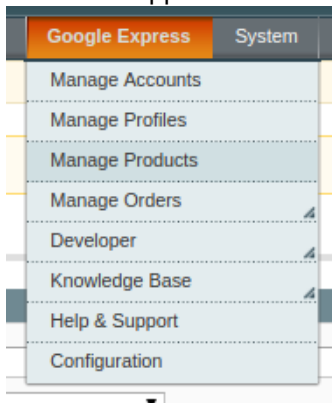 Google Express System
Manage Accounts
Manage Profiles
Manage Products
Manage Orders
Developer
Knowledge Base
Help & Support
Configuration